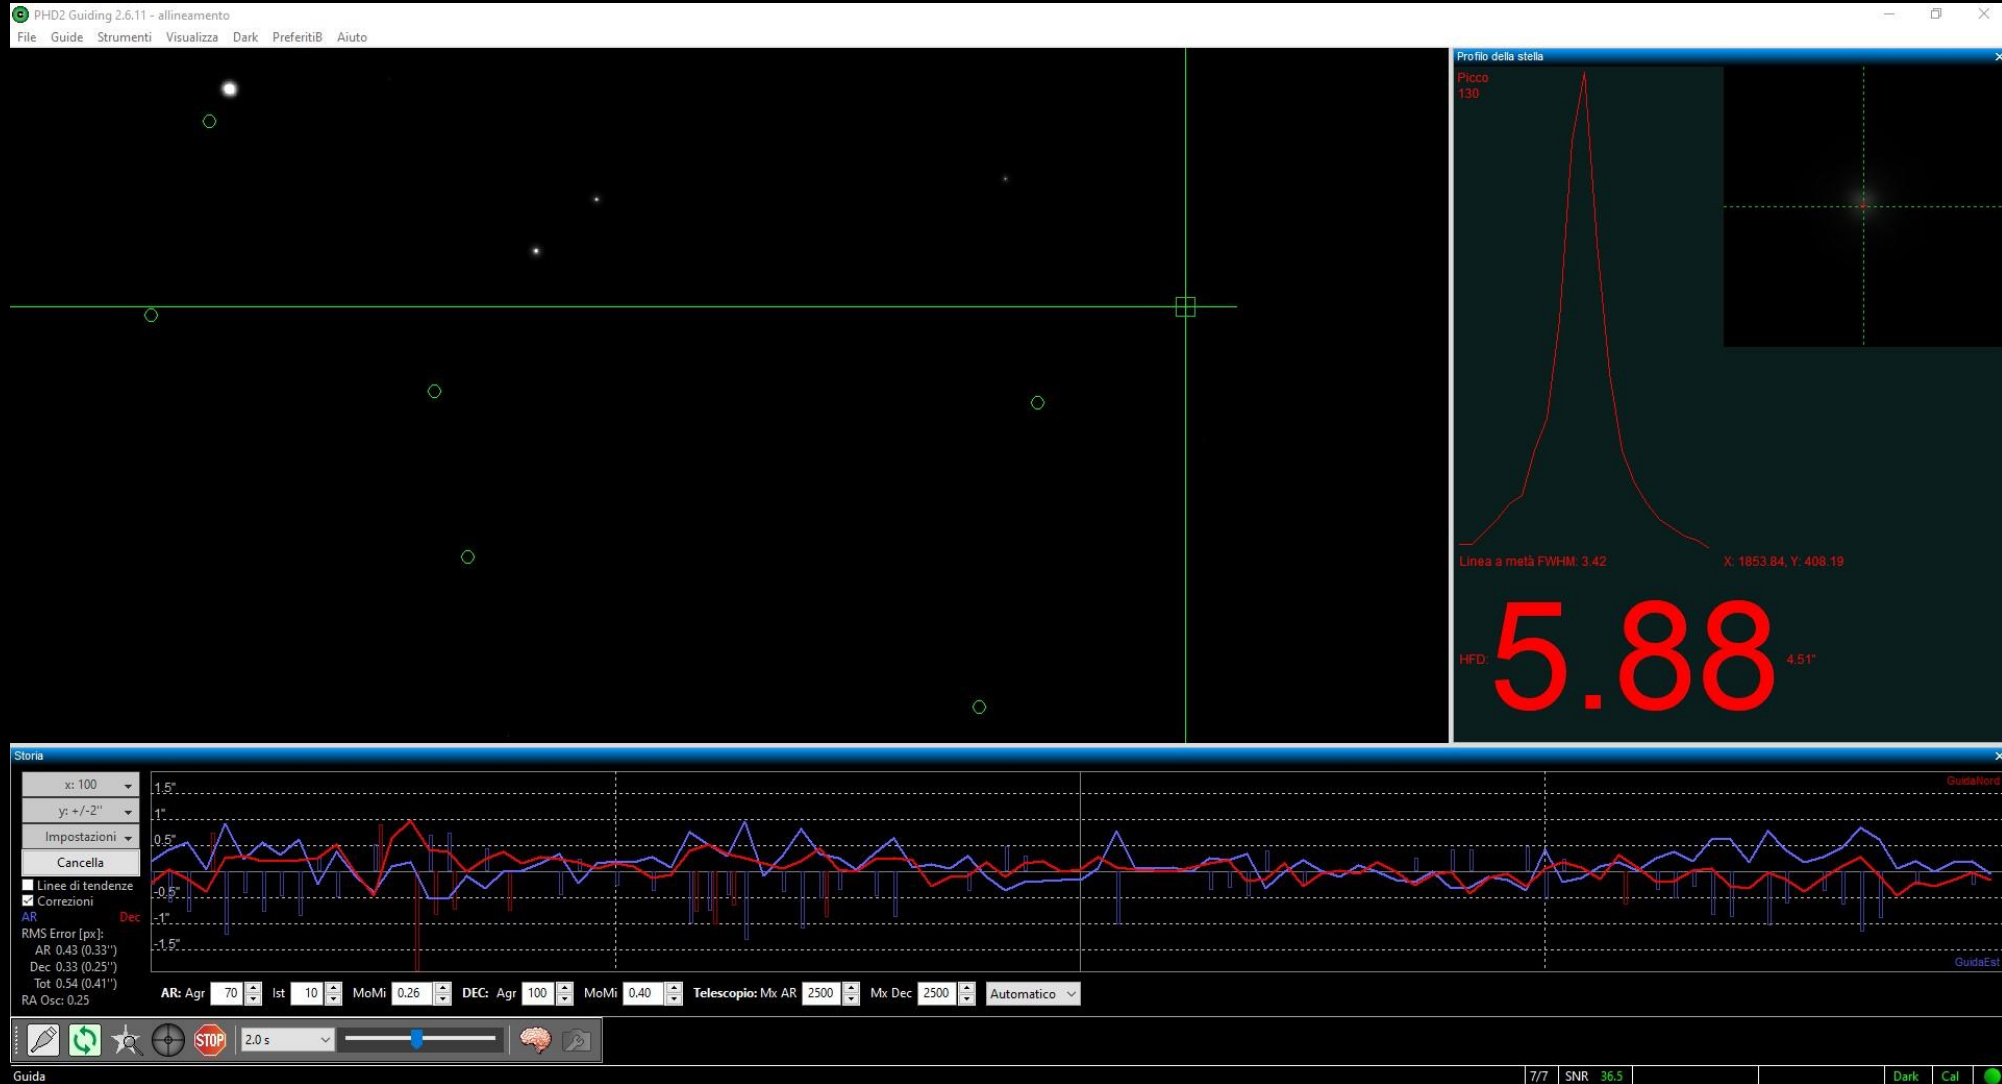 PHD2 Guiding 2.6.11 - allineamento
File Guide Strumenti Visualizza Dark PreferitiB Aiuto
Profilo della stella
Picco
130
Linea a metà FWHM: 3.42 X: 1853.84, Y: 408.19
HFD: 5.88 4.51"
Storia
x: 100
y: +/-2"
Impostazioni
Cancella
Linee di tendenze
Correzioni
AR Dec
RMS Error [px]:
AR 0.43 (0.33")
Dec 0.33 (0.25")
Tot 0.54 (0.41")
RA Osc: 0.25
1.5"
1"
0.5"
-0.5"
-1"
-1.5"
GuidaNord
GuidaEst
AR: Agr 70 Ist 10 MoMi 0.26 DEC: Agr 100 MoMi 0.40 Telescopio: Mx AR 2500 Mx Dec 2500 Automatico
STOP 2.0 s
Guida 7/7 SNR 36.5 Dark Cal